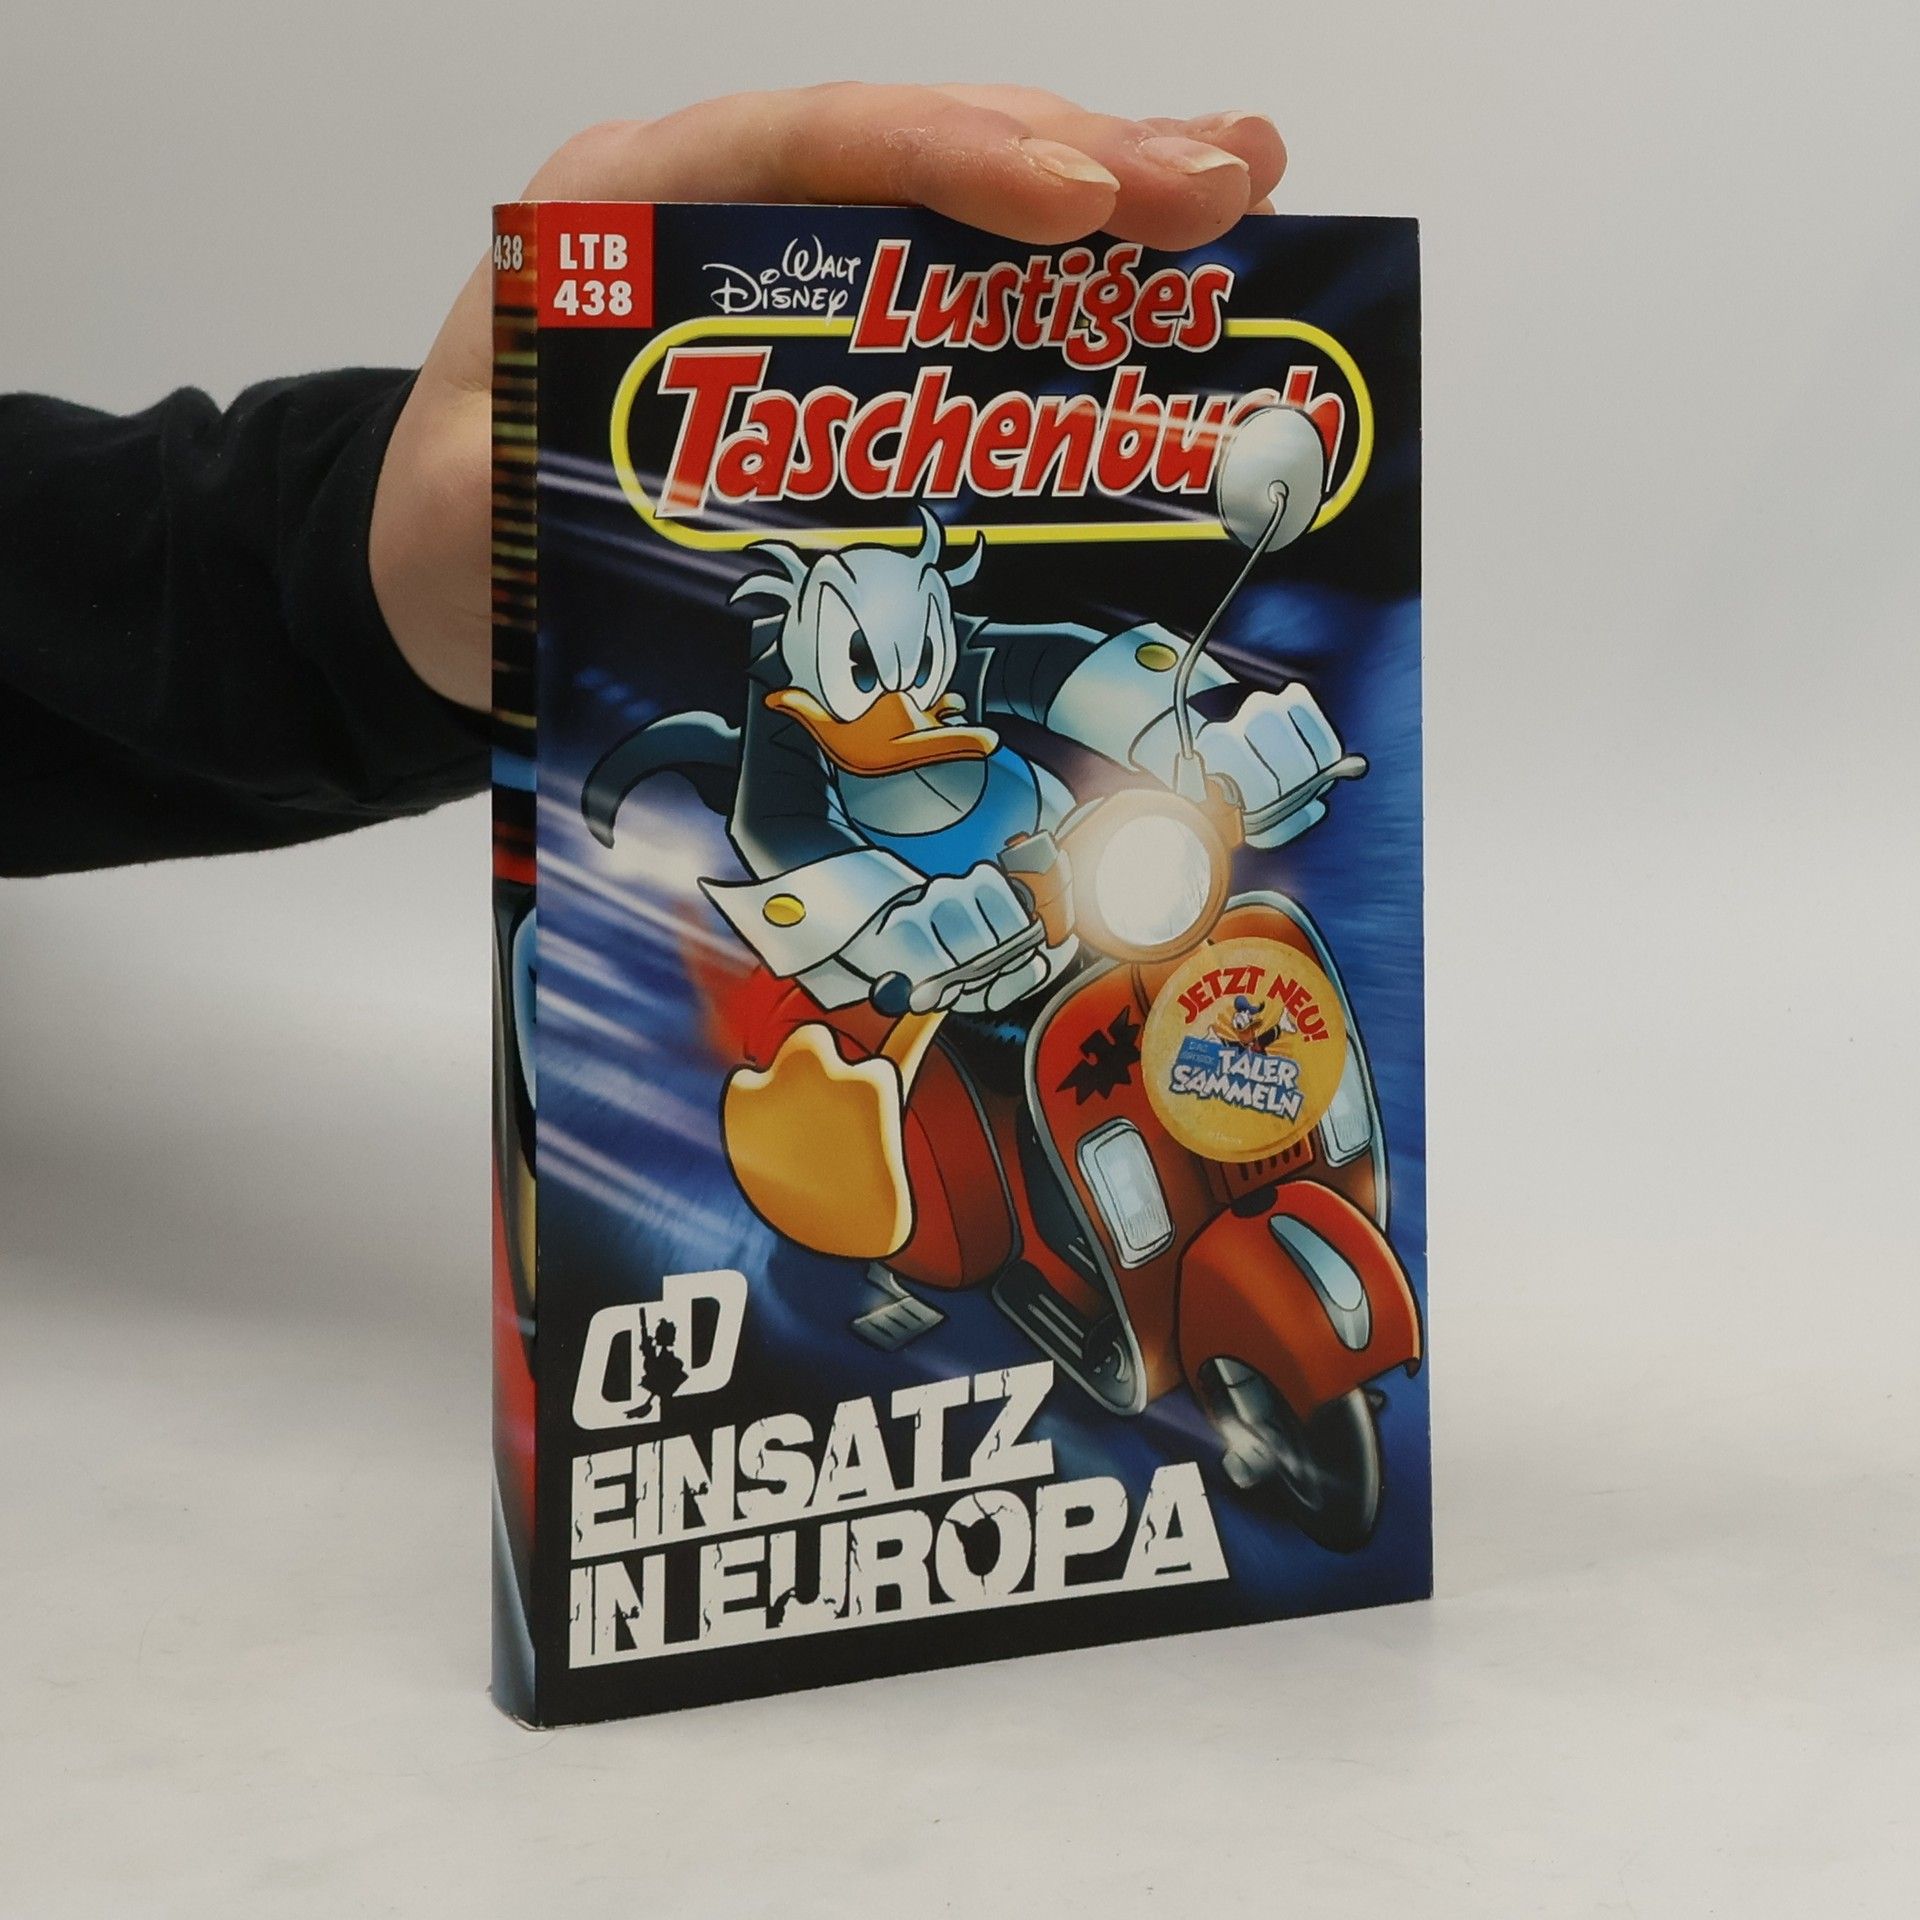 438
LTB
438
WALT
DISNEY
Lustiges
Taschenbuch
JETZT NEU!
TALER
SAMMELN
DD
EINSATZ
IN EUROPA